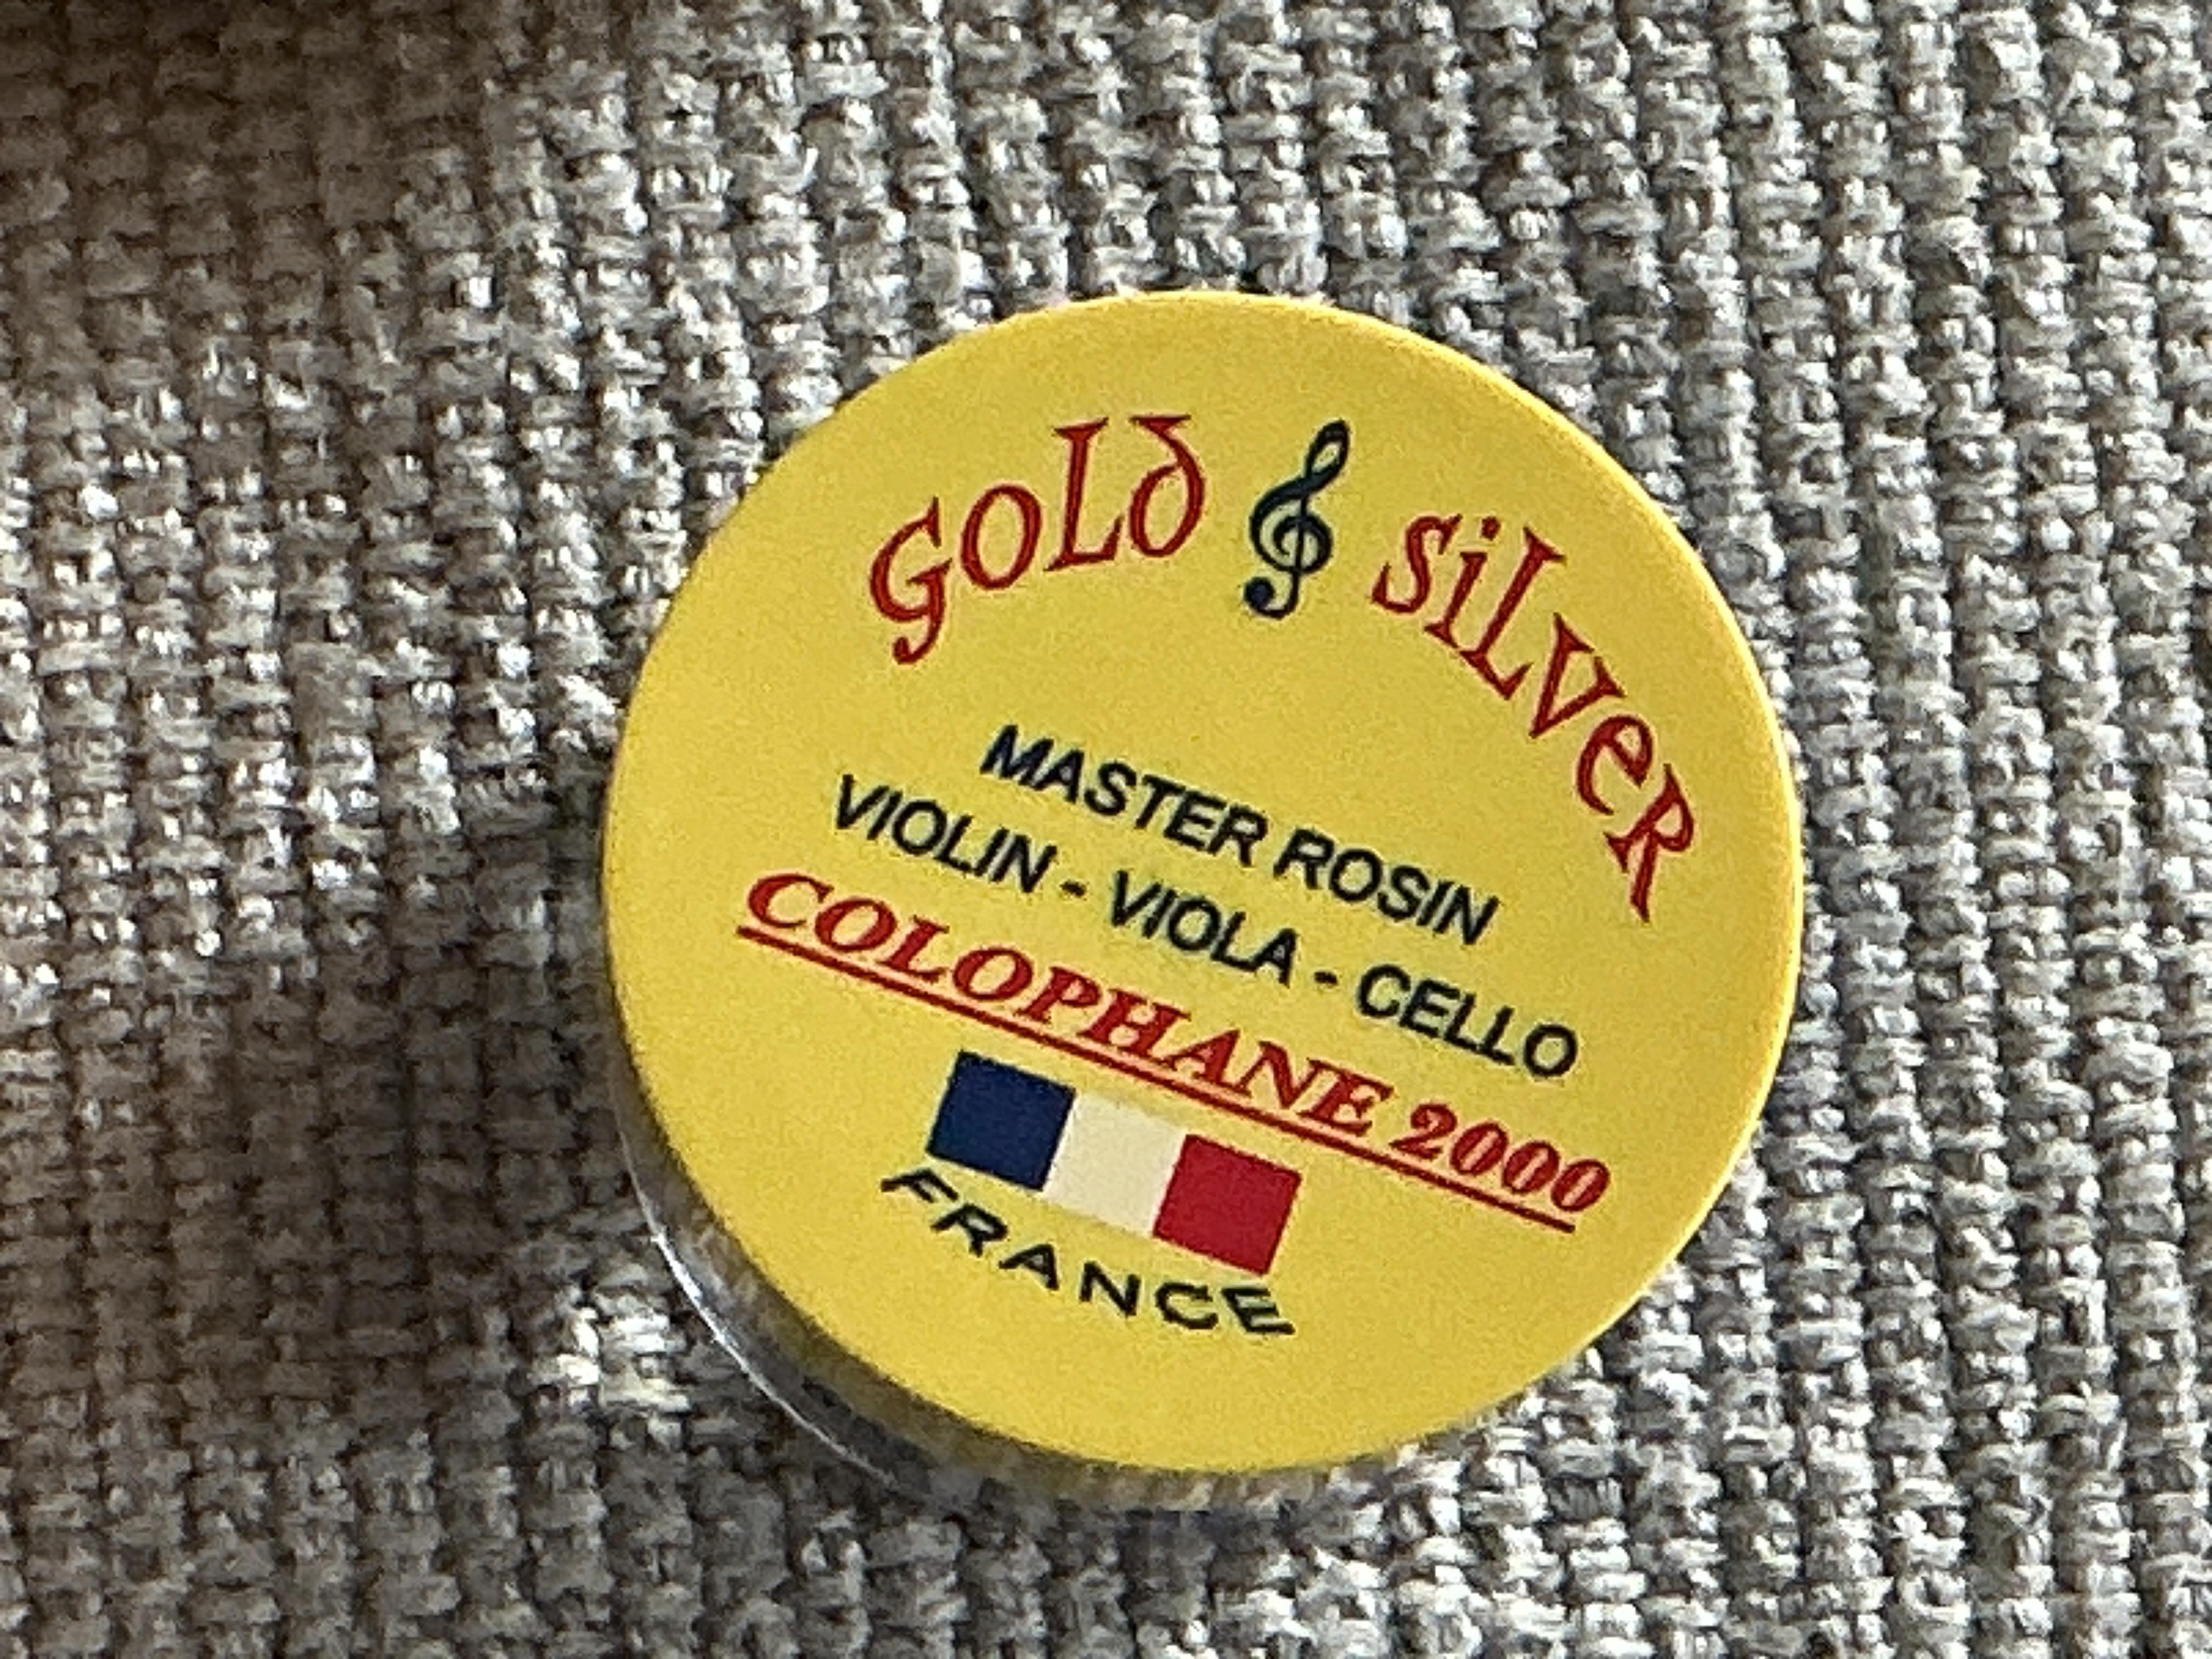 GOLD SiLVeR
MASTER ROSIN
VIOLIN - VIOLA - CELLO
COLOPHANE 2000
FRANCE